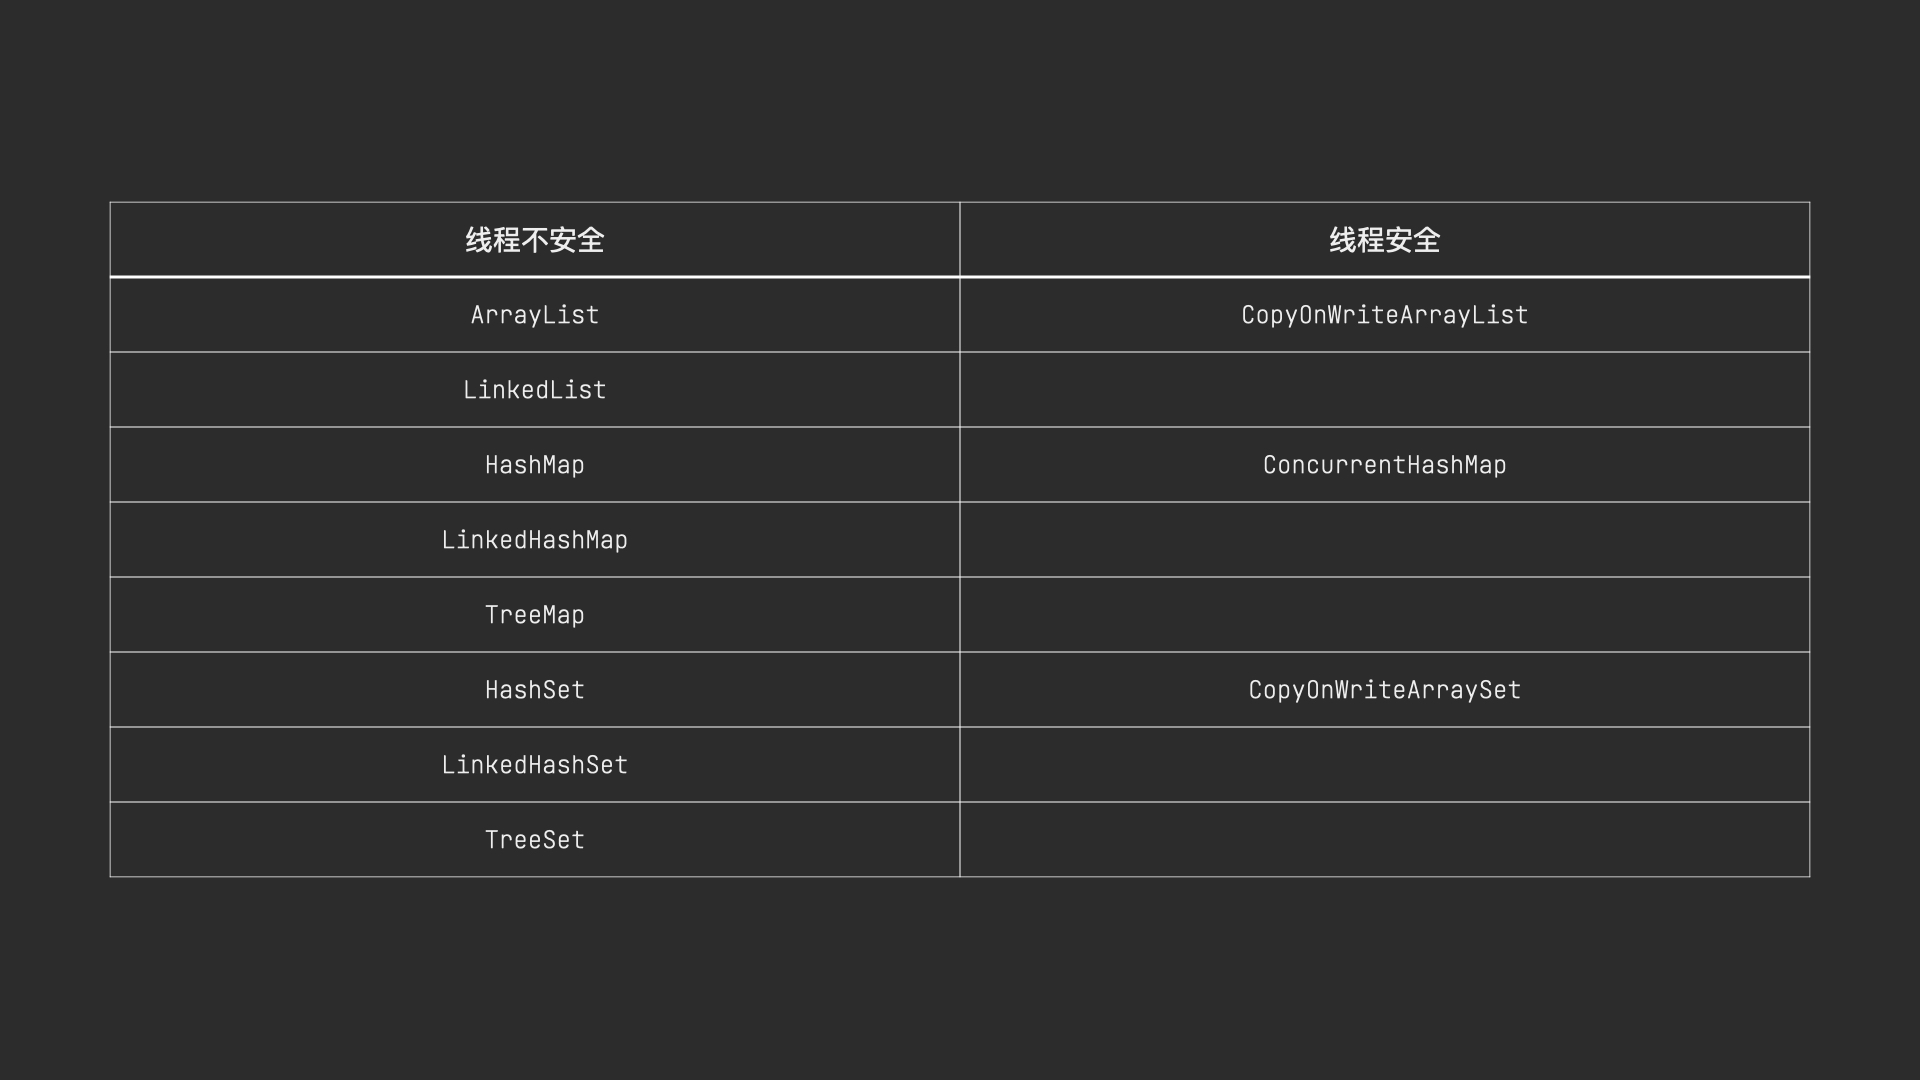 线程不安全 线程安全
ArrayList CopyOnWriteArrayList
LinkedList
HashMap ConcurrentHashMap
LinkedHashMap
TreeMap
HashSet CopyOnWriteArraySet
LinkedHashSet
TreeSet